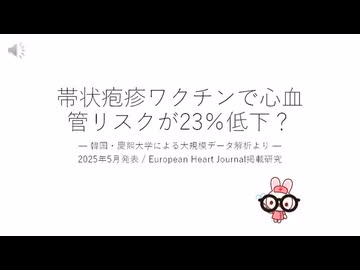 帯状疱疹ワクチンで心血
管リスクが23%低下？
― 韓国・慶熙大学による大規模データ解析より ―
2025年5月発表 / European Heart Journal掲載研究